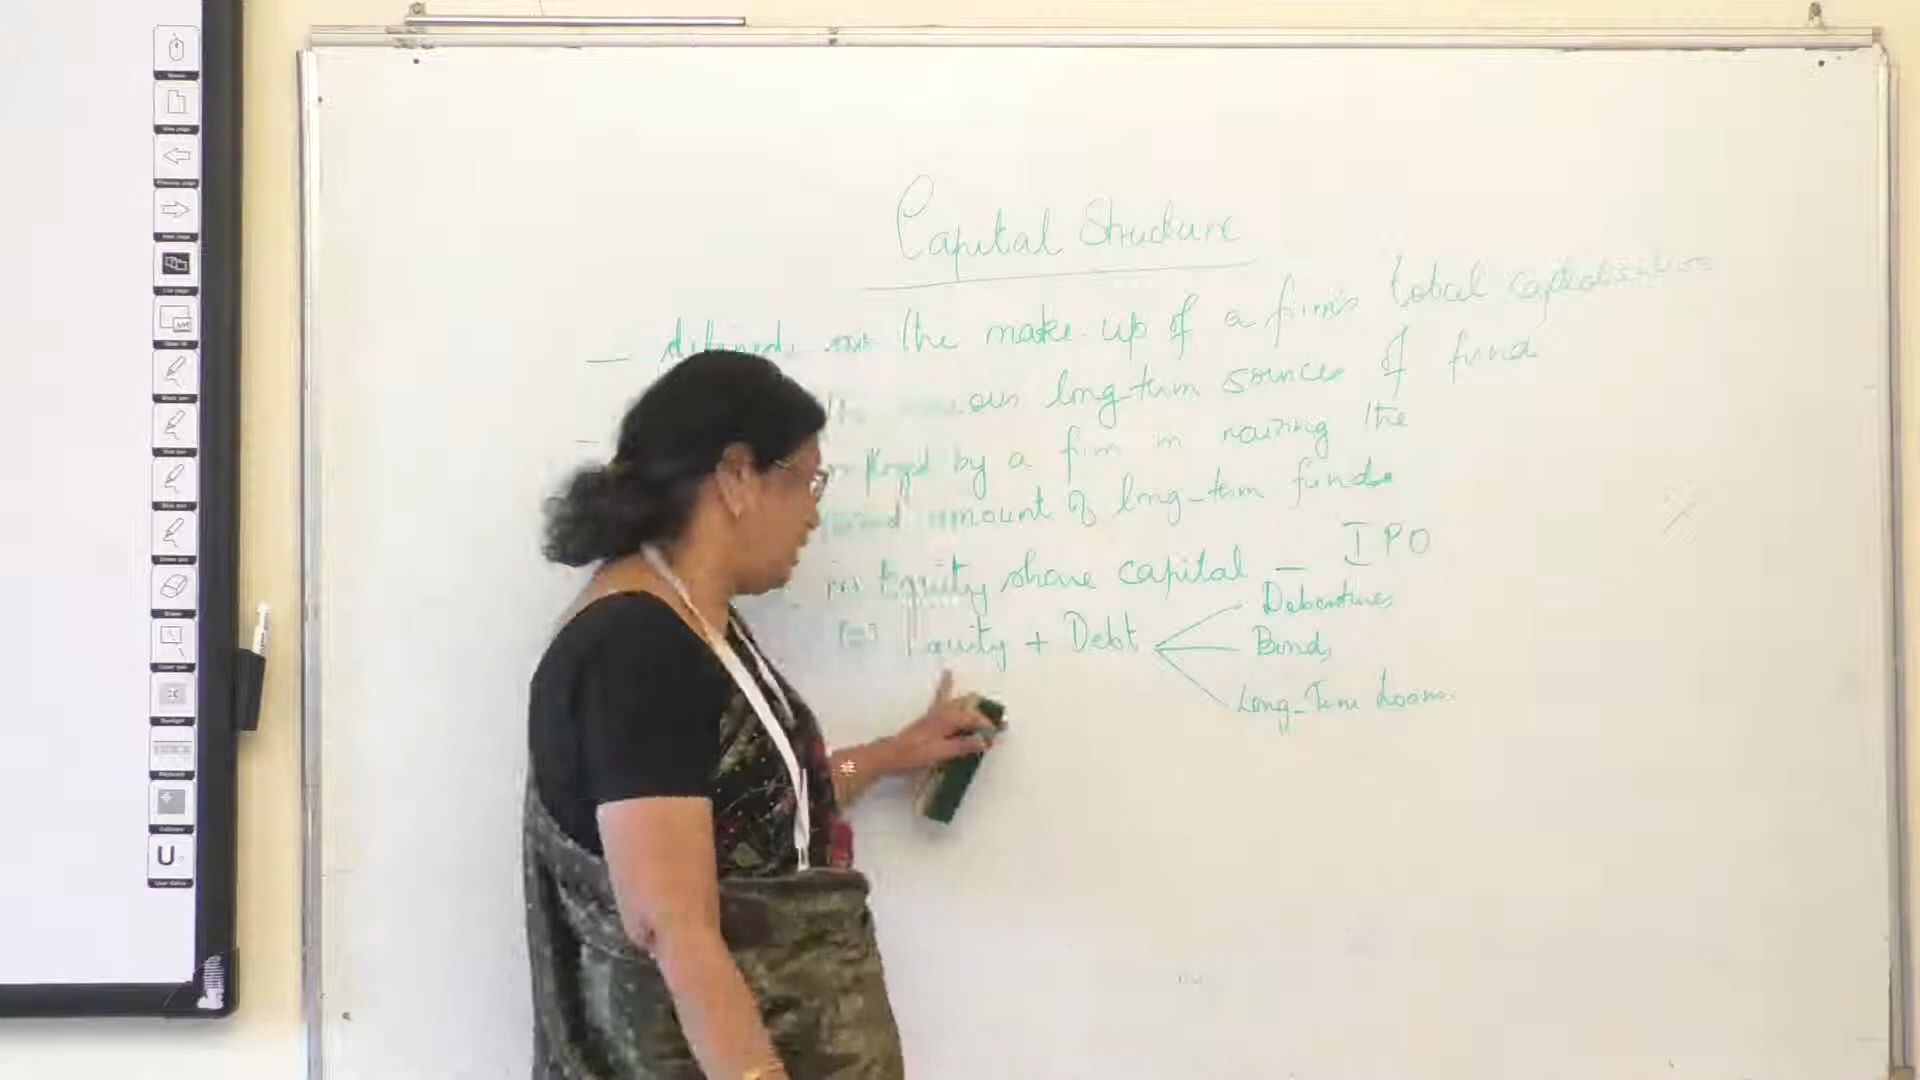 Capital Structure
— defined as the make-up of a firm's total capitalisation
ous long-term sources of fund
by a firm in raising the
amount of long-term funds
Equity share capital — IPO
Equity + Debt
Debentures
Bonds
Long-Term Loans
U